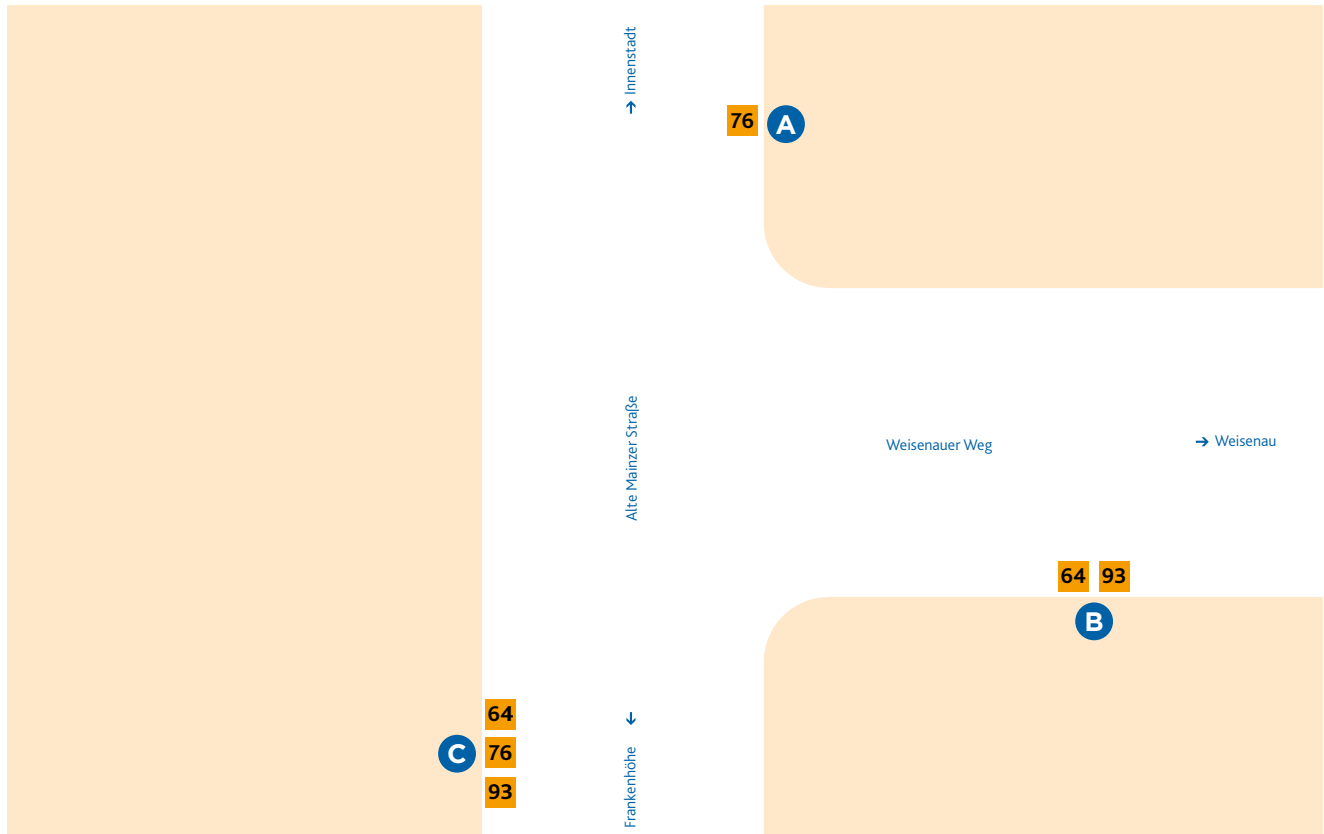 → Innenstadt
76 A
Alte Mainzer Straße
Weisenauer Weg
→ Weisenau
64 93
B
64
C 76
93
Frankenhöhe →